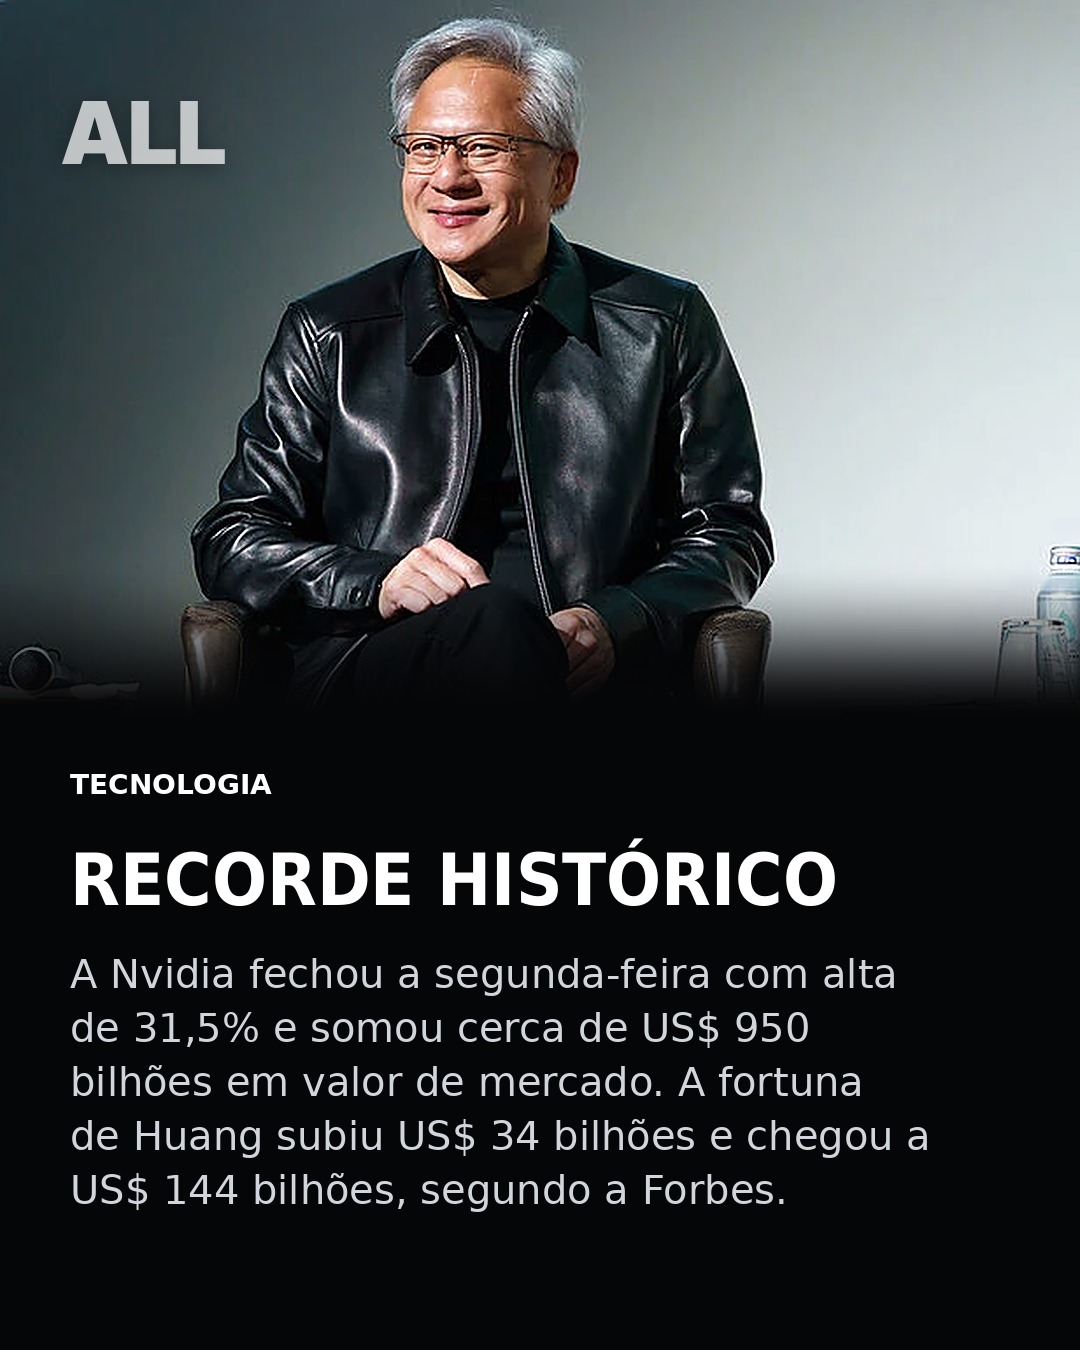 ALL
TECNOLOGIA
RECORDE HISTÓRICO
A Nvidia fechou a segunda-feira com alta
de 31,5% e somou cerca de US$ 950
bilhões em valor de mercado. A fortuna
de Huang subiu US$ 34 bilhões e chegou a
US$ 144 bilhões, segundo a Forbes.